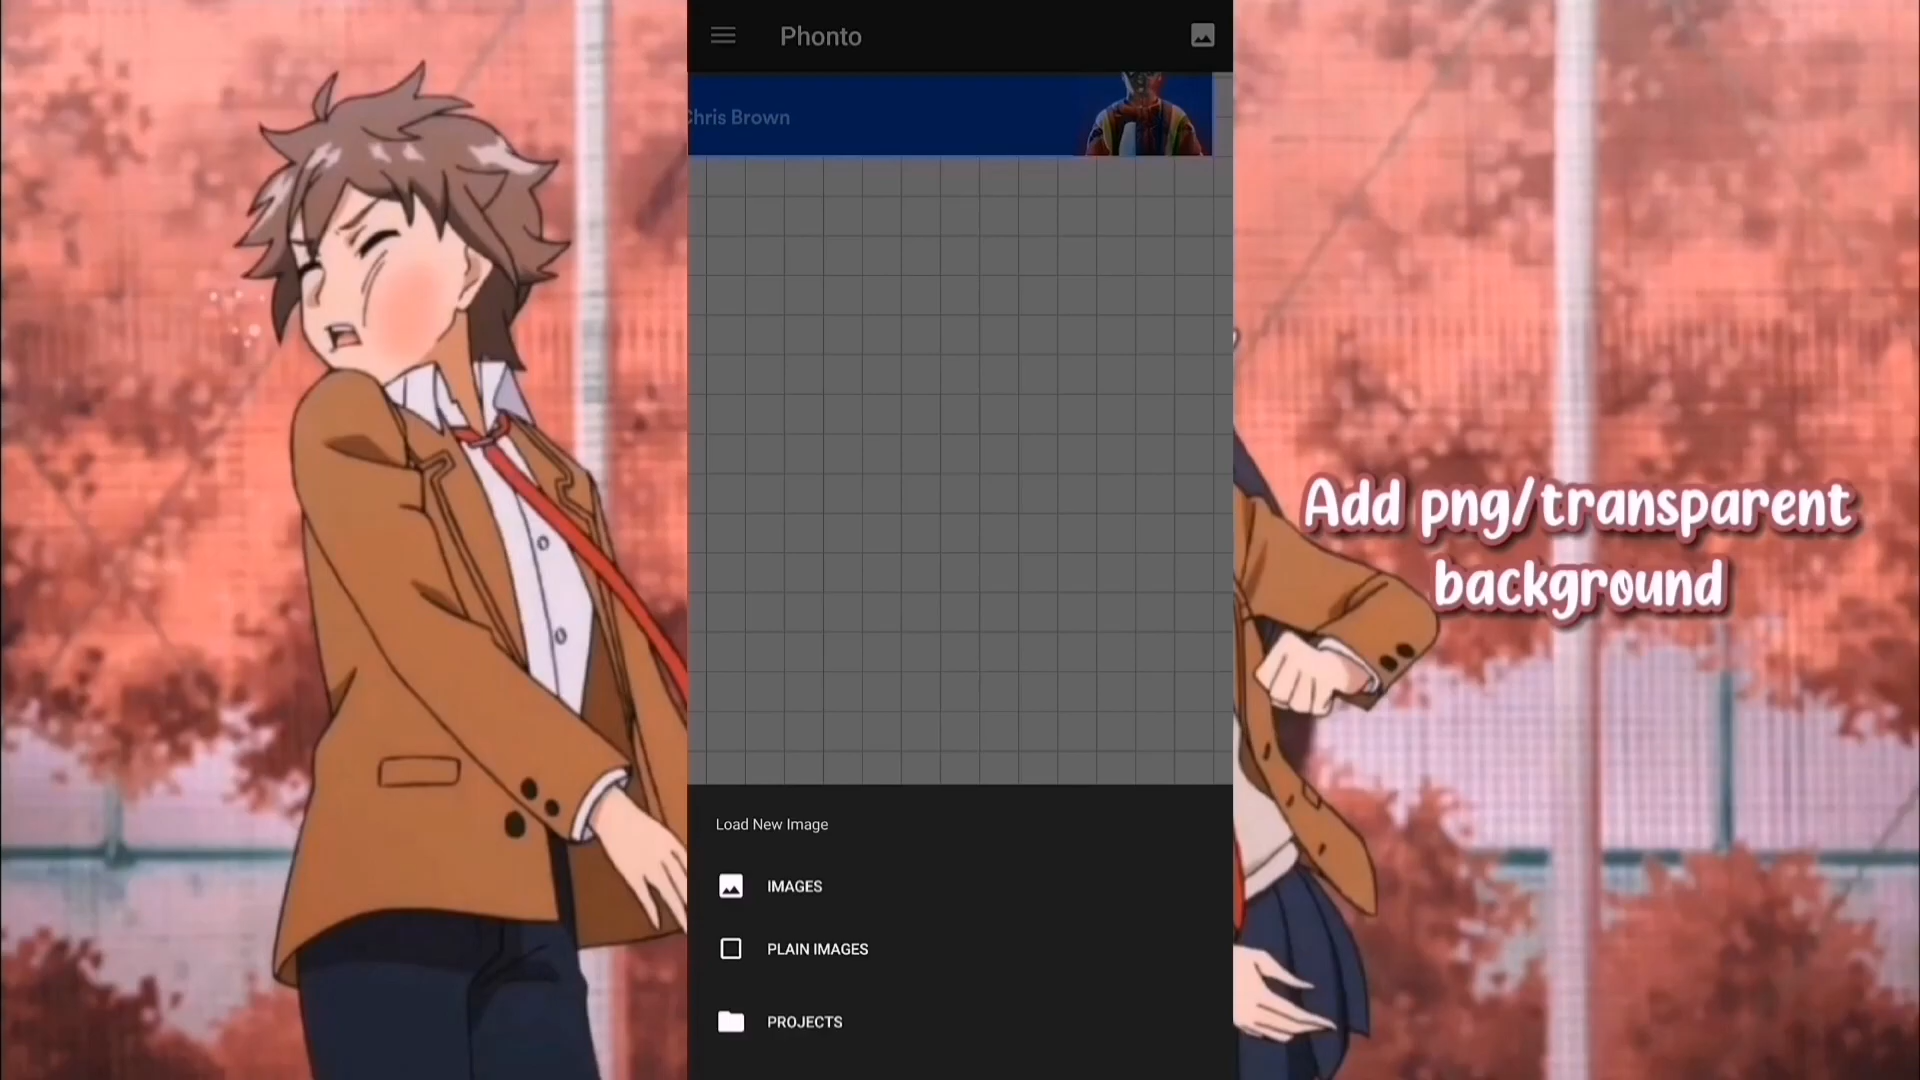 Phonto
Chris Brown
Add png/transparent
background
Load New Image
IMAGES
PLAIN IMAGES
PROJECTS